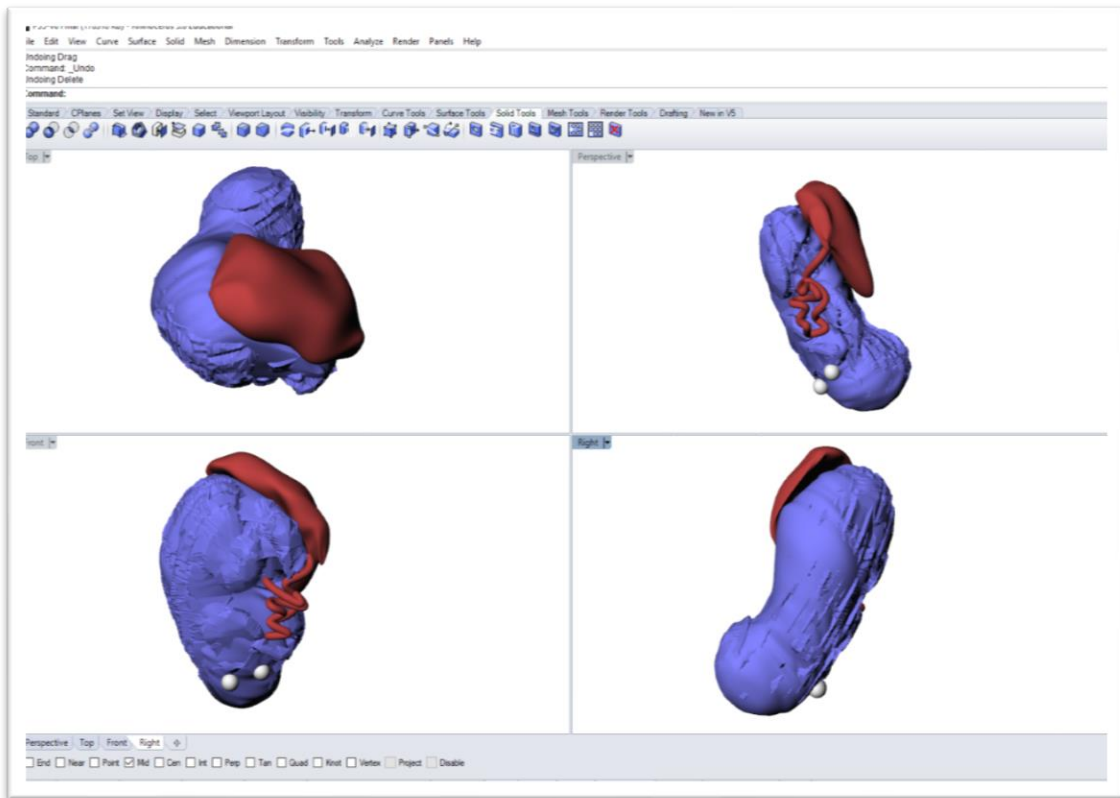 Edit View Curve Surface Solid Mesh Dimension Transform Tools Analyze Render Panels Help
Undoing Drag
Command: _Undo
Undoing Delete
Command:
Standard CPlanes Set View Display Select Viewport Layout Visibility Transform Curve Tools Surface Tools Solid Tools Mesh Tools Render Tools Drafting New in V5
Top Perspective
Front Right
Perspective Top Front Right
End Near Point Mid Cen Int Perp Tan Quad Knot Vertex Project Disable